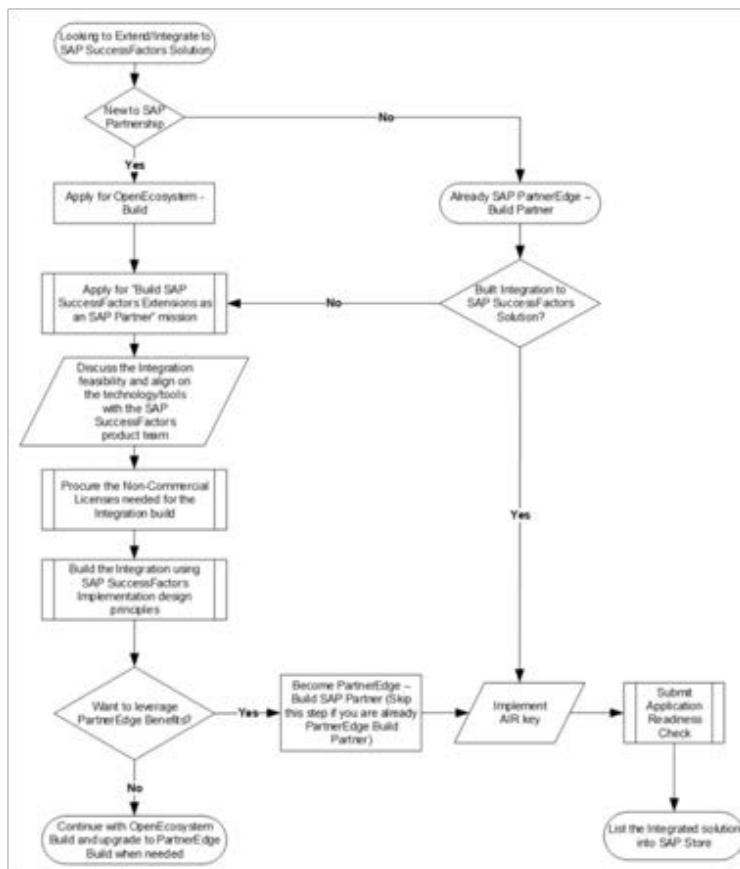 Looking to Extend/Integrate to
SAP SuccessFactors Solution
New to SAP
Partnership
No
Yes
Apply for OpenEcosystem -
Build
Already SAP PartnerEdge –
Build Partner
Apply for "Build SAP
SuccessFactors Extensions as
an SAP Partner" mission
No
Built Integration to
SAP SuccessFactors
Solution?
Discuss the Integration
feasibility and align on
the technology/tools
with the SAP
SuccessFactors
product team
Procure the Non-Commercial
Licenses needed for the
Integration build
Yes
Build the Integration using
SAP SuccessFactors
Implementation design
principles
Want to leverage
PartnerEdge Benefits?
Yes
Become PartnerEdge –
Build SAP Partner (Skip
this step if you are already
PartnerEdge Build
Partner)
Implement
AIR key
Submit
Application
Readiness
Check
No
Continue with OpenEcosystem
Build and upgrade to PartnerEdge
Build when needed
List the Integrated solution
into SAP Store